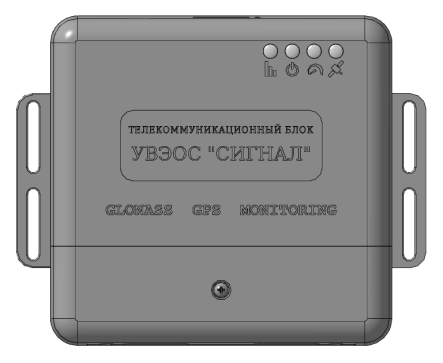 ТЕЛЕКОММУНИКАЦИОННЫЙ БЛОК
УВЭОС "СИГНАЛ"
GLONASS GPS MONITORING